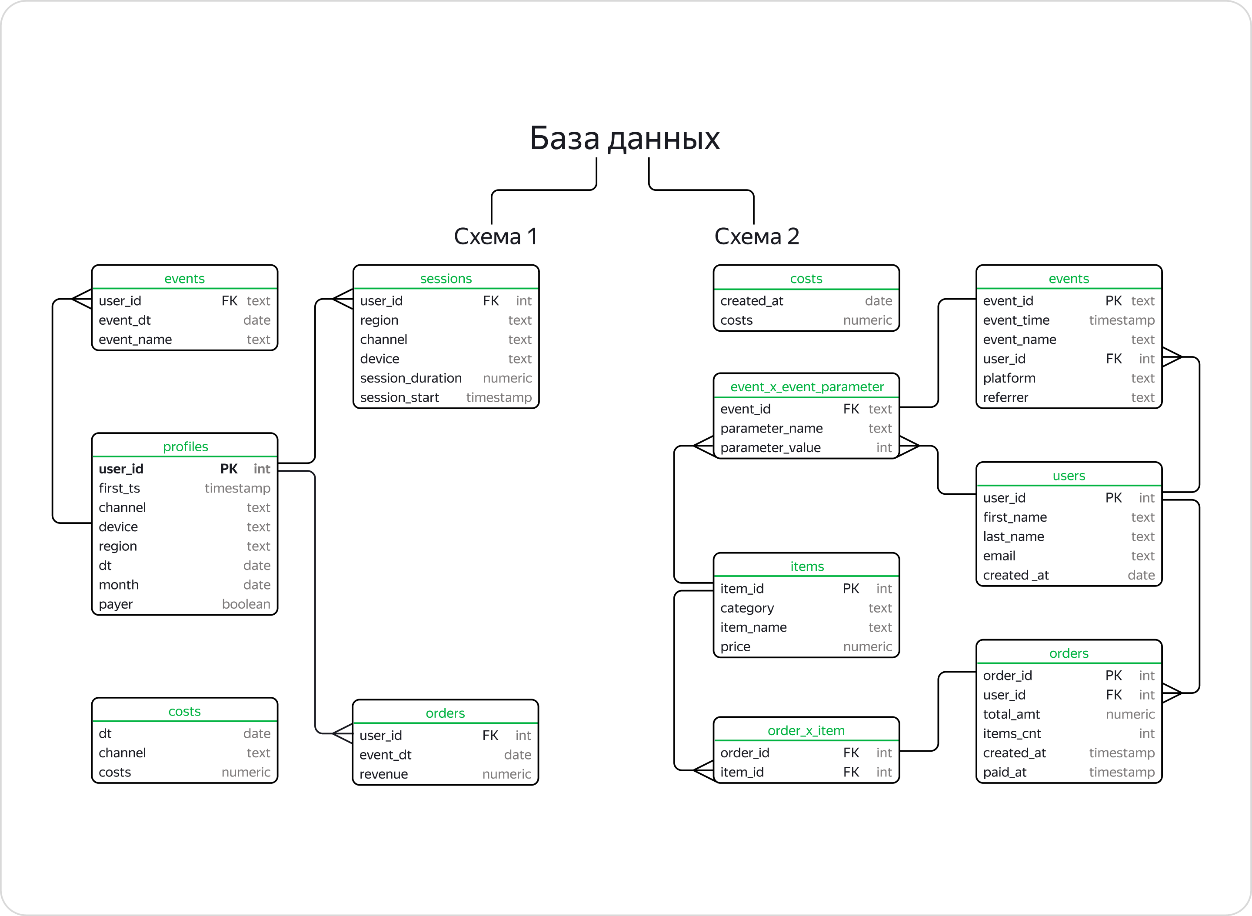 База данных
Схема 1
events
user_id FK text
event_dt date
event_name text
sessions
user_id FK int
region text
channel text
device text
session_duration numeric
session_start timestamp
profiles
user_id PK int
first_ts timestamp
channel text
device text
region text
dt date
month date
payer boolean
costs
dt date
channel text
costs numeric
orders
user_id FK int
event_dt date
revenue numeric
Схема 2
costs
created_at date
costs numeric
events
event_id PK text
event_time timestamp
event_name text
user_id FK int
platform text
referrer text
event_x_event_parameter
event_id FK text
parameter_name text
parameter_value int
users
user_id PK int
first_name text
last_name text
email text
created _at date
items
item_id PK int
category text
item_name text
price numeric
orders
order_id PK int
user_id FK int
total_amt numeric
items_cnt int
created_at timestamp
paid_at timestamp
order_x_item
order_id FK int
item_id FK int